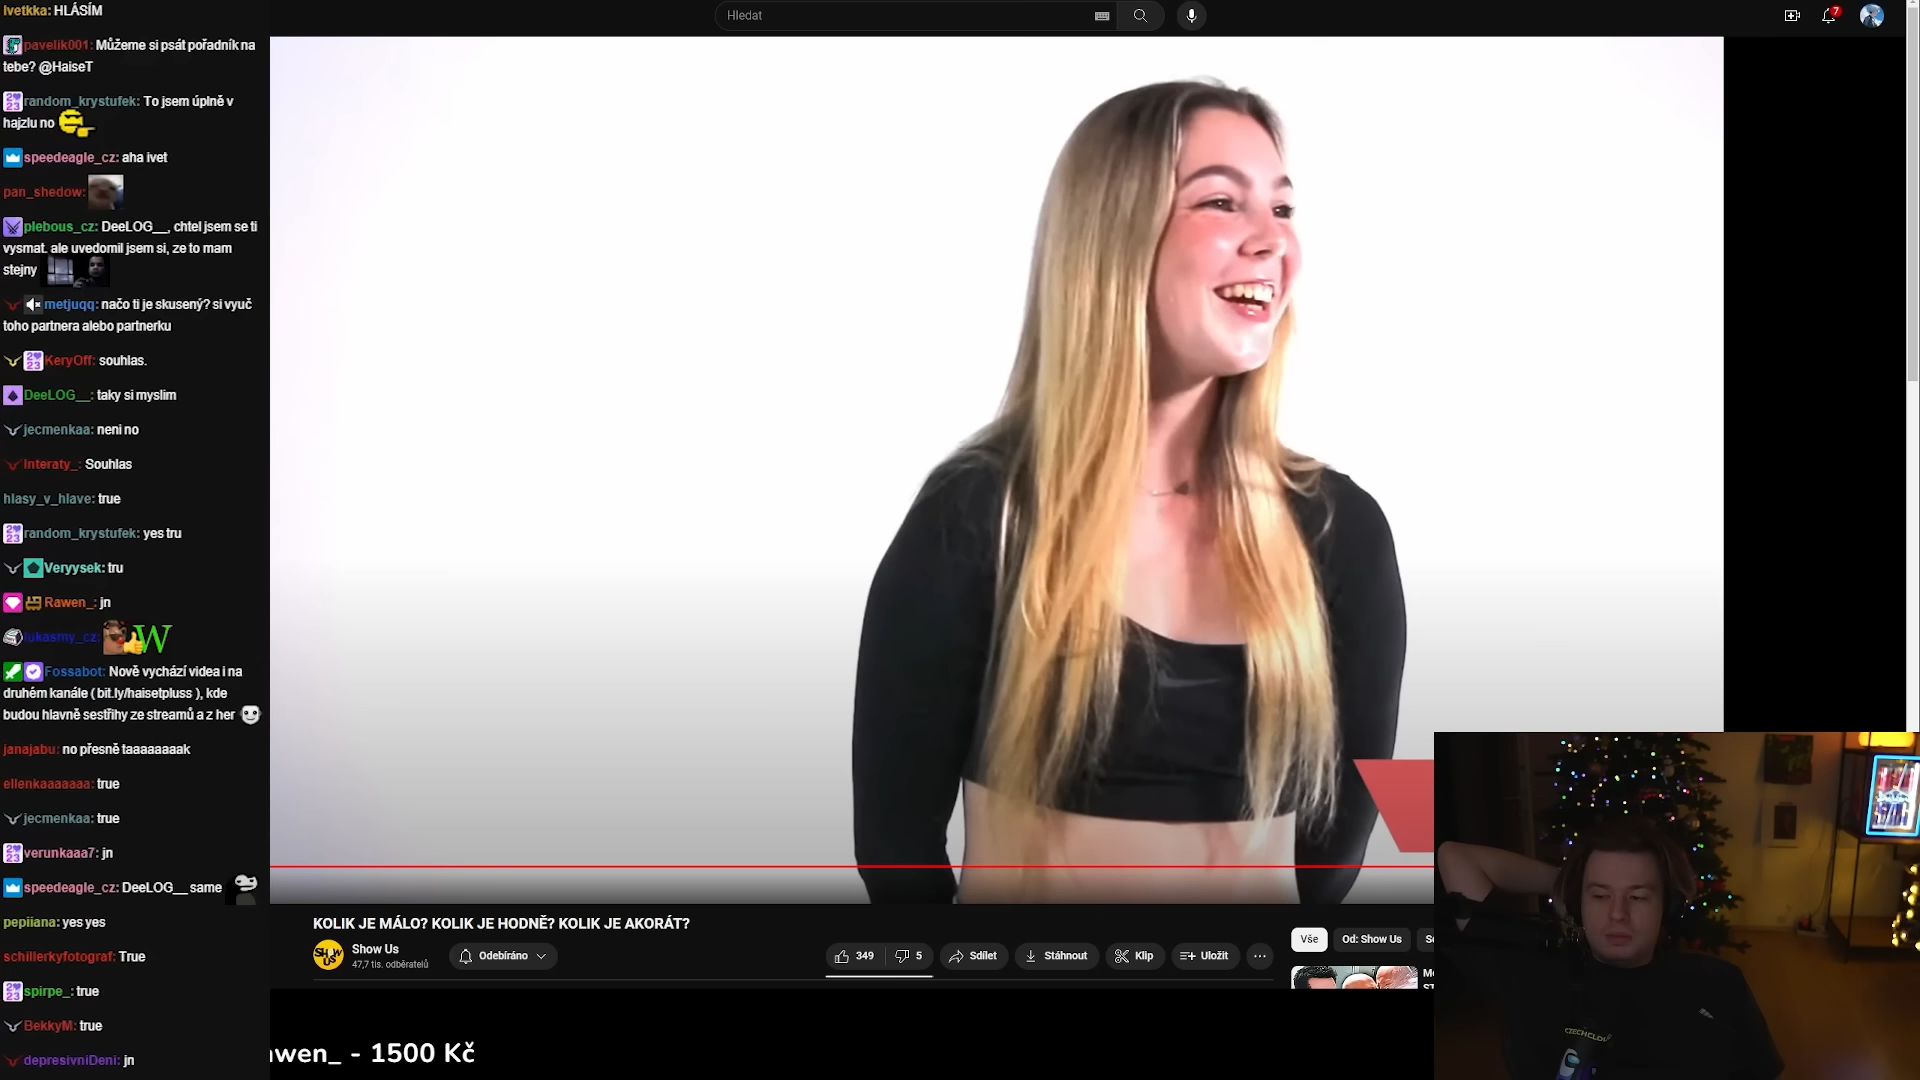 Ivetkka: HLÁSÍM
pavelik001: Můžeme si psát pořadník na
tebe? @HaiseT
random_krystufek: To jsem úplně v
hajzlu no
speedeagle_cz: aha ivet
pan_shedow:
plebous_cz: DeeLOG__, chtel jsem se ti
vysmat. ale uvedomil jsem si, ze to mam
stejny
metjuqq: načo ti je skusený? si vyuč
toho partnera alebo partnerku
KeryOff: souhlas.
DeeLOG__: taky si myslim
jecmenkaa: neni no
Interaty_: Souhlas
hlasy_v_hlave: true
random_krystufek: yes tru
Veryysek: tru
Rawen_: jn
lukasmy_cz: W
Fossabot: Nově vychází videa i na
druhém kanále ( bit.ly/haisetpluss ), kde
budou hlavně sestřihy ze streamů a z her
janajabu: no přesně taaaaaaaak
ellenkaaaaaaa: true
jecmenkaa: true
verunkaaa7: jn
speedeagle_cz: DeeLOG__ same
pepiiana: yes yes
schillerkyfotograf: True
spirpe_: true
BekkyM: true
depresivniDeni: jn
Hledat
7
KOLIK JE MÁLO? KOLIK JE HODNĚ? KOLIK JE AKORÁT?
SHOW US
Show Us
47,7 tis. odběratelů
Odebíráno
349
5
Sdílet
Stáhnout
Klip
Uložit
Vše
Od: Show Us
awen_ - 1500 Kč
CZECHCLOU